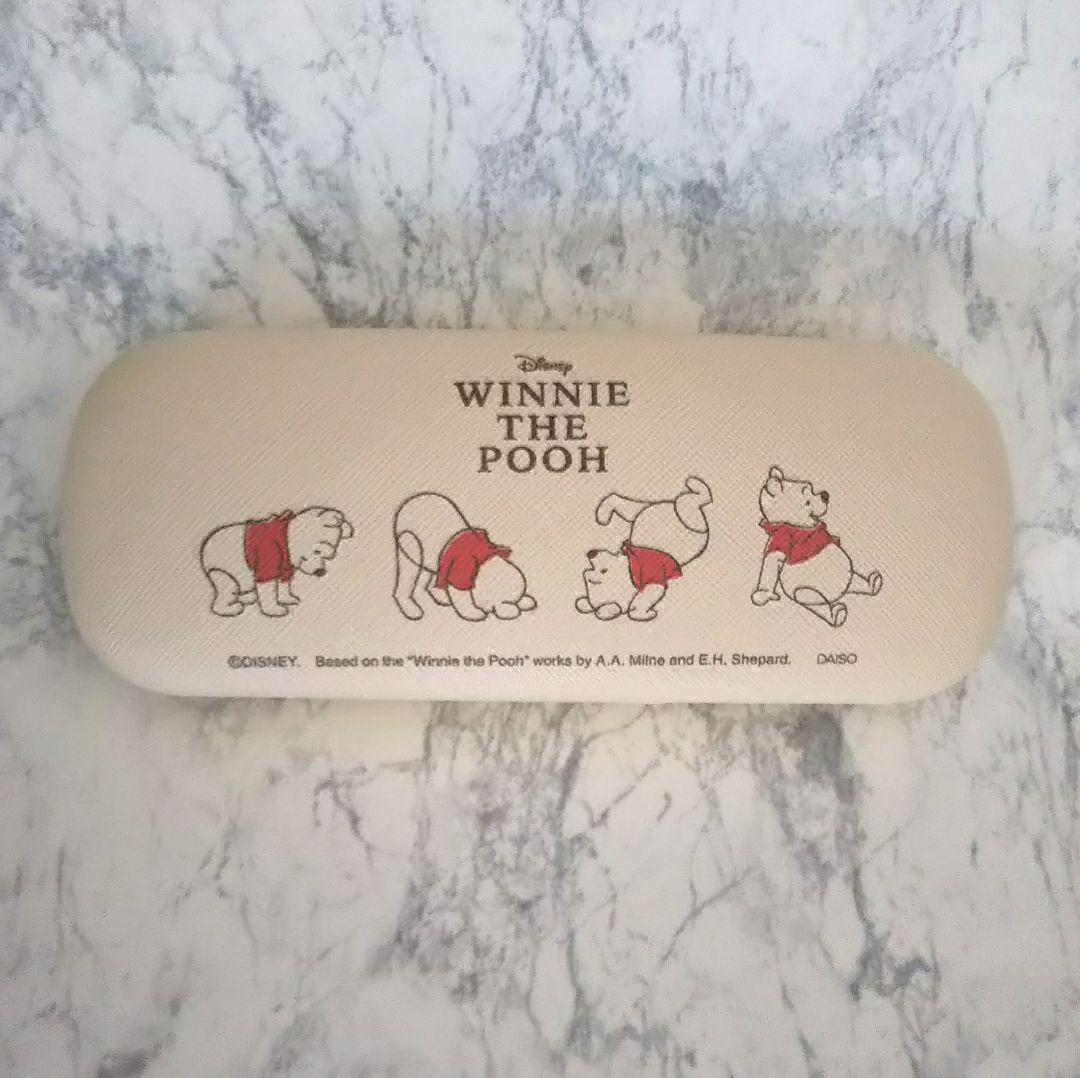 Disney
WINNIE
THE
POOH
©DISNEY. Based on the "Winnie the Pooh" works by A.A. Milne and E.H. Shepard. DAISO